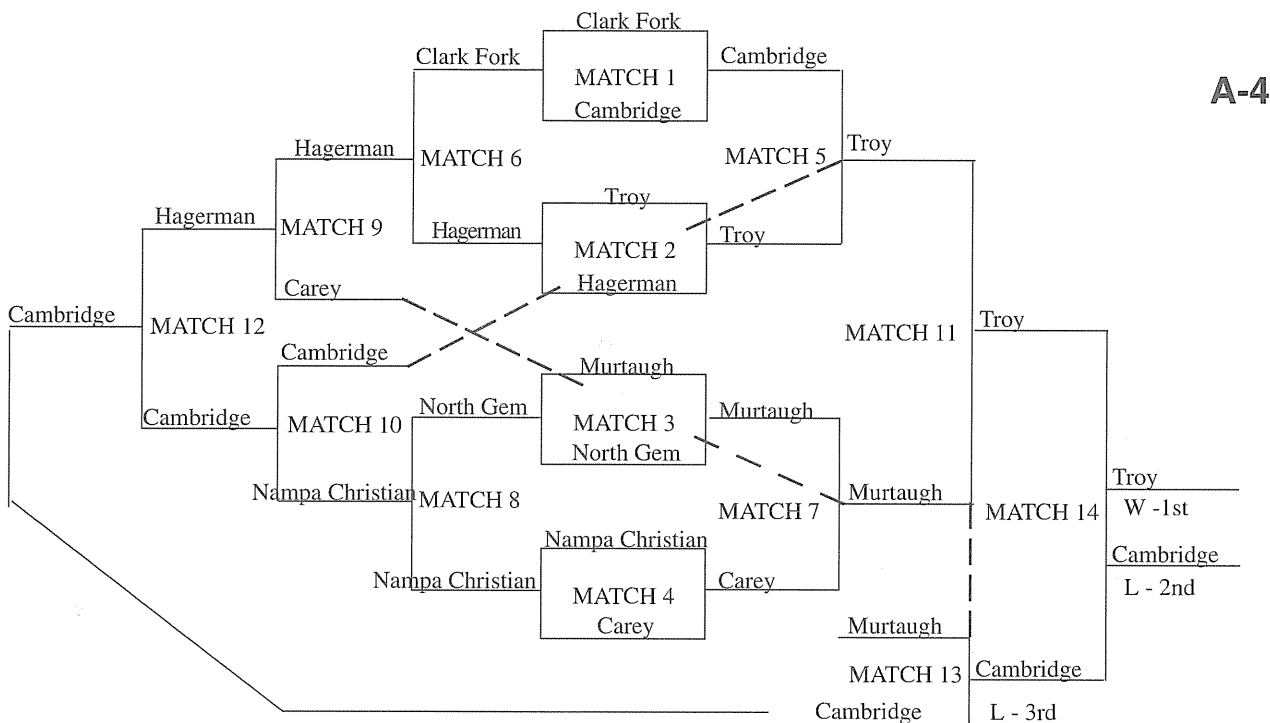 Clark Fork
Clark Fork
MATCH 1
Cambridge
Cambridge
A-4
Hagerman
MATCH 6
MATCH 5
Troy
Troy
Hagerman
MATCH 9
Hagerman
MATCH 2
Troy
Hagerman
Carey
Cambridge
MATCH 12
MATCH 11
Troy
Cambridge
Murtaugh
North Gem
MATCH 3
Murtaugh
Cambridge
MATCH 10
North Gem
Nampa Christian
MATCH 8
MATCH 7
Murtaugh
MATCH 14
Troy
W -1st
Nampa Christian
Cambridge
Nampa Christian
MATCH 4
Carey
L - 2nd
Carey
Murtaugh
MATCH 13
Cambridge
Cambridge
L - 3rd